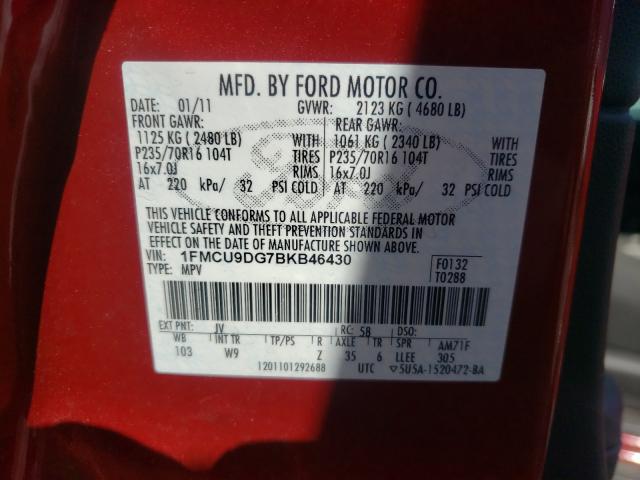 MFD. BY FORD MOTOR CO.
DATE: 01/11 GVWR: 2123 KG (4680 LB)
FRONT GAWR: REAR GAWR:
1125 KG (2480 LB) WITH 1061 KG (2340 LB) WITH
P235/70R16 104T TIRES P235/70R16 104T TIRES
16x7.0J RIMS 16x7.0J RIMS
AT 220 kPa/ 32 PSI COLD AT 220 kPa/ 32 PSI COLD
THIS VEHICLE CONFORMS TO ALL APPLICABLE FEDERAL MOTOR
VEHICLE SAFETY AND THEFT PREVENTION STANDARDS IN
EFFECT ON THE DATE OF MANUFACTURE SHOWN ABOVE.
VIN: 1FMCU9DG7BKB46430 F0132
TYPE: MPV T0288
EXT PNT: JV RC: 58 DSO:
WB INT TR TP/PS R AXLE TR SPR AM71F
103 W9 Z 35 6 LLEE 305
1201101292688 UTC 5U5A-1520472-BA
Ford